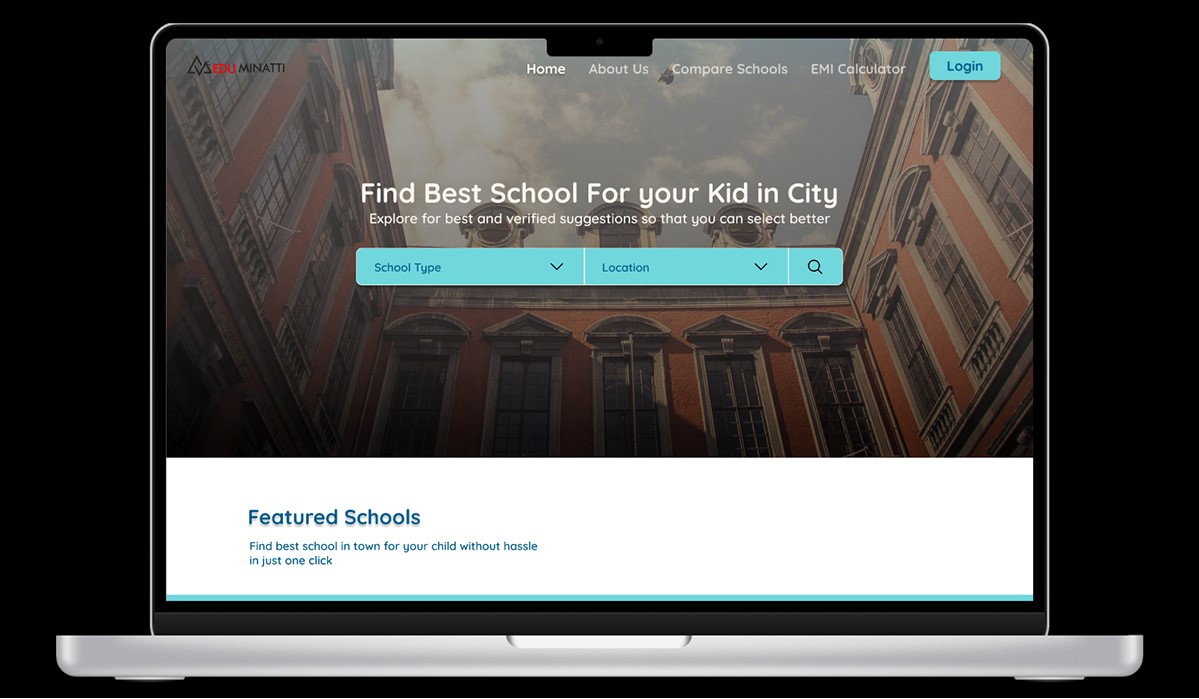 EDU MINATTI
Home About Us Compare Schools EMI Calculator Login
Find Best School For your Kid in City
Explore for best and verified suggestions so that you can select better
School Type Location
Featured Schools
Find best school in town for your child without hassle
in just one click